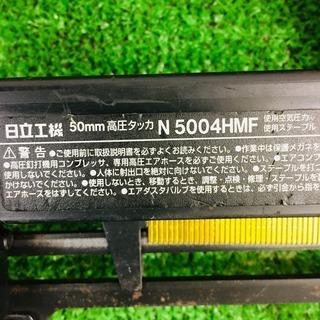 日立工機 50mm 高圧タッカ N 5004HMF 使用空気圧力
使用ステープル
⚠警告 ●ご使用前に取扱説明書を必ずよくお読みください。●作業中は保護メガネを
●高圧釘打機用コンプレッサ、専用高圧エアホースを必ずご使用ください。●エアコンプ
使用しないでください。●人体に射出口を絶対に向けないでください。●ステープルを打つ
けないでください。●使用しないとき、移動するとき、調整・点検・修理・ステープルを
エアホースをはずしてください。●エアダスタバルブを使用するときは、必ず引金から指を